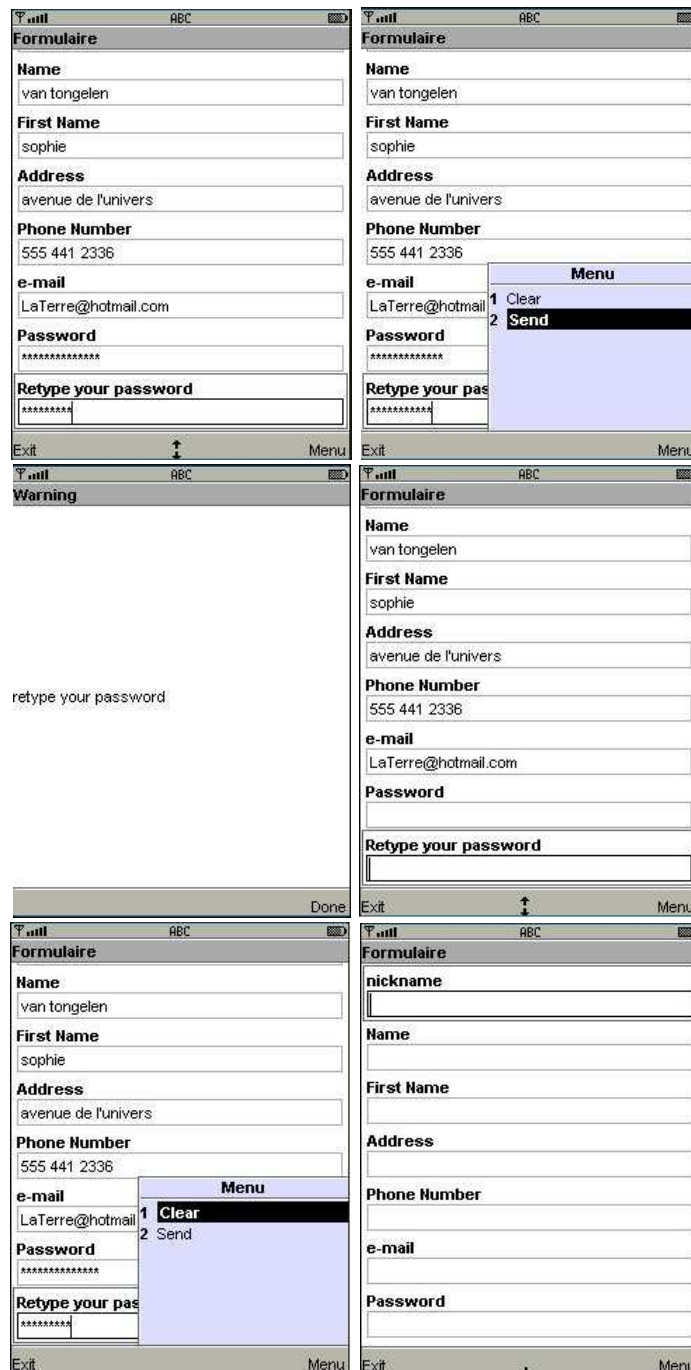 ABC
Formulaire
Name
van tongelen
First Name
sophie
Address
avenue de l'univers
Phone Number
555 441 2336
e-mail
LaTerre@hotmail.com
Password
**************
Retype your password
*********
Exit Menu
ABC
Formulaire
Name
van tongelen
First Name
sophie
Address
avenue de l'univers
Phone Number
555 441 2336
e-mail
LaTerre@hotmail
Password
*************
Retype your pas
***********
Menu
1 Clear
2 Send
Exit Menu
ABC
Warning
retype your password
Done
ABC
Formulaire
Name
van tongelen
First Name
sophie
Address
avenue de l'univers
Phone Number
555 441 2336
e-mail
LaTerre@hotmail.com
Password
Retype your password
Exit Menu
ABC
Formulaire
Name
van tongelen
First Name
sophie
Address
avenue de l'univers
Phone Number
555 441 2336
e-mail
LaTerre@hotmail
Password
**************
Retype your pas
*********
Menu
1 Clear
2 Send
Exit Menu
ABC
Formulaire
nickname
Name
First Name
Address
Phone Number
e-mail
Password
Exit Menu